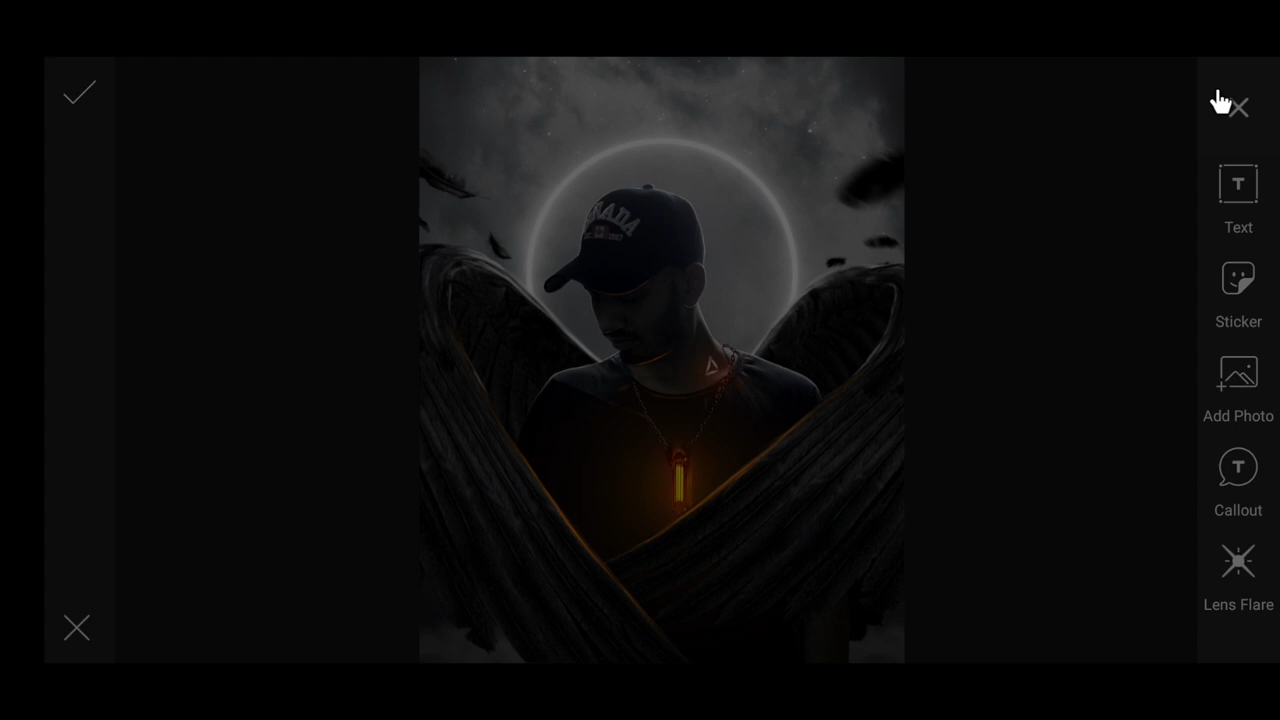 T
Text
Sticker
Add Photo
T
Callout
Lens Flare